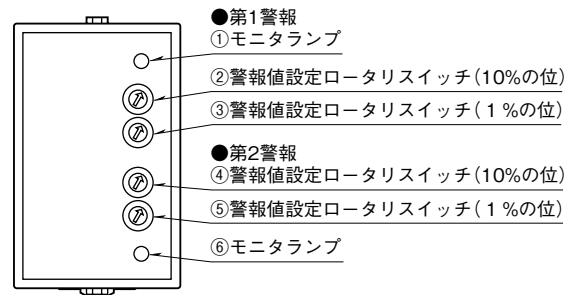 ●第1警報
①モニタランプ
②警報値設定ロータリスイッチ(10%の位)
③警報値設定ロータリスイッチ( 1 %の位)
●第2警報
④警報値設定ロータリスイッチ(10%の位)
⑤警報値設定ロータリスイッチ( 1 %の位)
⑥モニタランプ